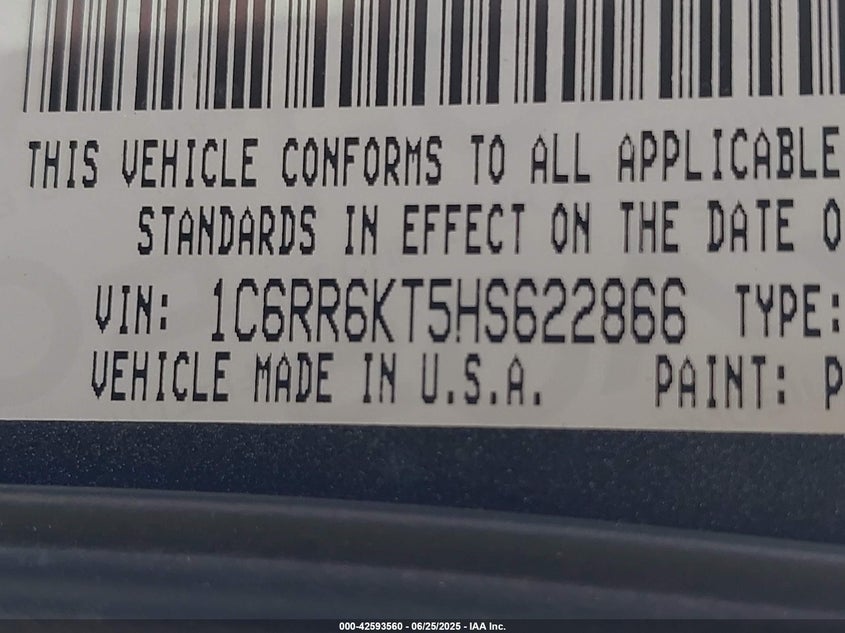 THIS VEHICLE CONFORMS TO ALL APPLICABLE
STANDARDS IN EFFECT ON THE DATE O
VIN: 1C6RR6KT5HS622866 TYPE:
VEHICLE MADE IN U.S.A. PAINT: P
000-42593560 - 06/25/2025 - IAA Inc.